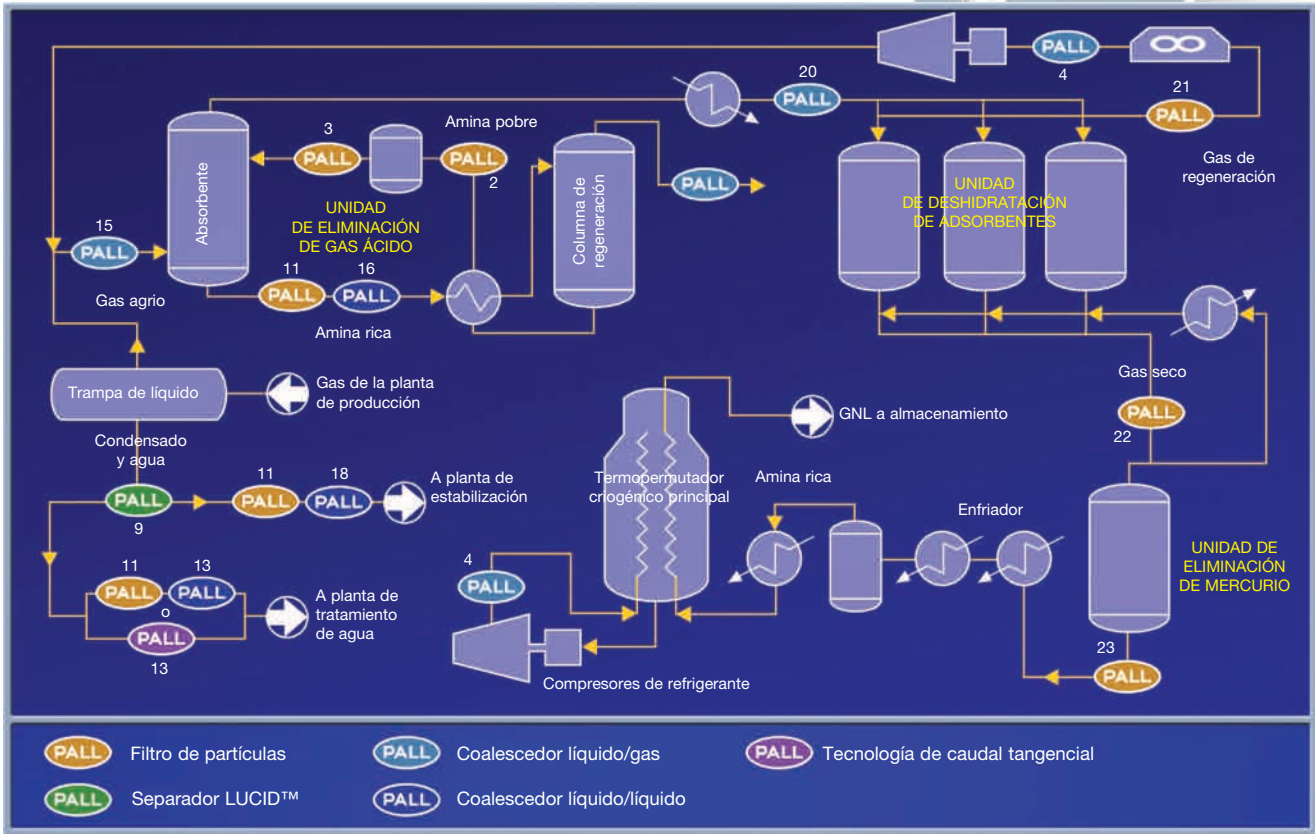 PALL
4
20
PALL
21
PALL
Gas de
regeneración
3
PALL
Amina pobre
PALL
2
Absorbente
UNIDAD
DE ELIMINACIÓN
DE GAS ÁCIDO
Columna de
regeneración
PALL
UNIDAD
DE DESHIDRATACIÓN
DE ADSORBENTES
15
PALL
Gas agrio
11
PALL
16
PALL
Amina rica
Trampa de líquido
Gas de la planta
de producción
Condensado
y agua
PALL
9
11
PALL
18
PALL
A planta de
estabilización
11
PALL
13
PALL
o
PALL
13
A planta de
tratamiento
de agua
Termopermutador
criogénico principal
GNL a almacenamiento
4
PALL
Compresores de refrigerante
Amina rica
Enfriador
Gas seco
PALL
22
UNIDAD DE
ELIMINACIÓN
DE MERCURIO
23
PALL
PALL Filtro de partículas
PALL Coalescedor líquido/gas
PALL Tecnología de caudal tangencial
PALL Separador LUCID™
PALL Coalescedor líquido/líquido